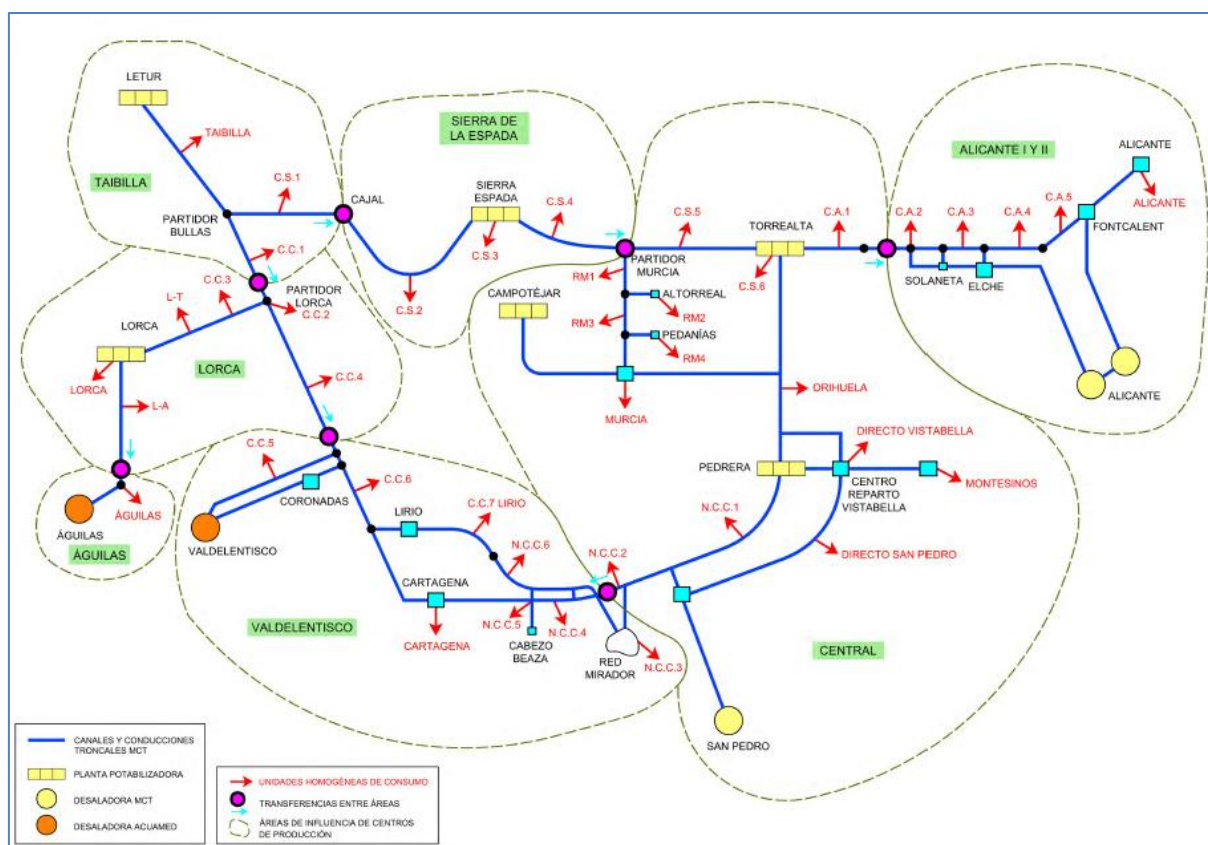 LETUR
TAIBILLA
TAIBILLA
C.S.1
PARTIDOR
BULLAS
CAJAL
C.C.1
C.C.3
PARTIDOR
LORCA
C.C.2
L-T
LORCA
LORCA
LORCA
L-A
C.C.4
SIERRA DE
LA ESPADA
SIERRA
ESPADA
C.S.4
C.S.3
C.S.2
PARTIDOR
MURCIA
C.S.5
TORREALTA
C.S.6
C.A.1
CAMPOTÉJAR
RM1
ALTORREAL
RM2
RM3
PEDANÍAS
RM4
MURCIA
DRIHUELA
ALICANTE I Y II
ALICANTE
ALICANTE
C.A.2
C.A.3
C.A.4
C.A.5
FONTCALENT
SOLANETA
ELCHE
ALICANTE
DIRECTO VISTABELLA
PEDRERA
CENTRO
REPARTO
VISTABELLA
MONTESINOS
N.C.C.1
DIRECTO SAN PEDRO
C.C.5
CORONADAS
C.C.6
VALDELENTISCO
LIRIO
C.C.7 LIRIO
N.C.C.6
N.C.C.2
CARTAGENA
CARTAGENA
N.C.C.5
N.C.C.4
CABEZO
BEAZA
RED
MIRADOR
N.C.C.3
ÁGUILAS
ÁGUILAS
ÁGUILAS
VALDELENTISCO
CENTRAL
SAN PEDRO
CANALES Y CONDUCCIONES
TRONCALES MCT
PLANTA POTABILIZADORA
DESALADORA MCT
DESALADORA ACUAMED
UNIDADES HOMOGÉNEAS DE CONSUMO
TRANSFERENCIAS ENTRE ÁREAS
ÁREAS DE INFLUENCIA DE CENTROS
DE PRODUCCIÓN